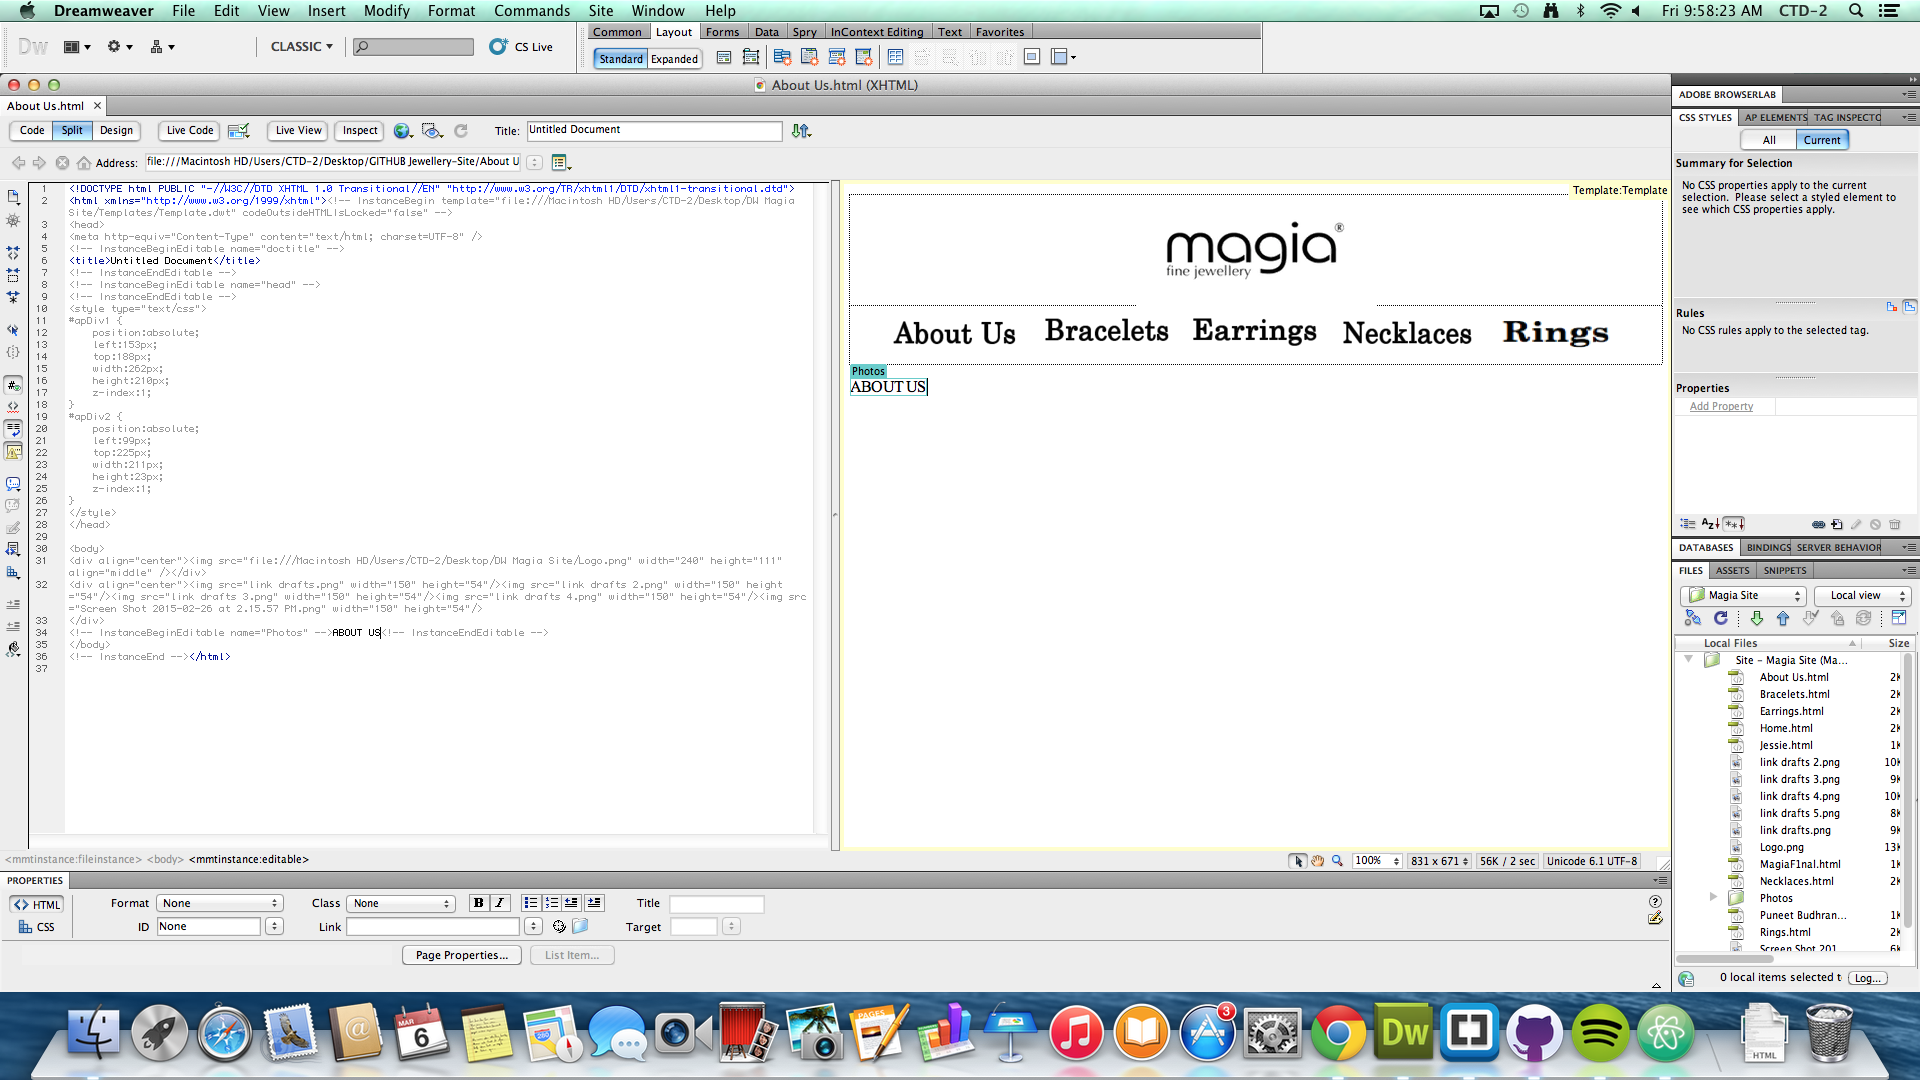 Dreamweaver File Edit View Insert Modify Format Commands Site Window Help Fri 9:58:23 AM CTD-2
Dw CLASSIC CS Live
Common Layout Forms Data Spry InContext Editing Text Favorites
Standard Expanded
About Us.html (XHTML)
About Us.html
Code Split Design Live Code Live View Inspect Title: Untitled Document
Address: file:///Macintosh HD/Users/CTD-2/Desktop/GITHUB Jewellery-Site/About U
1 <!DOCTYPE html PUBLIC "-//W3C//DTD XHTML 1.0 Transitional//EN" "http://www.w3.org/TR/xhtml1/DTD/xhtml1-transitional.dtd">
2 <html xmlns="http://www.w3.org/1999/xhtml"><!-- InstanceBegin template="file:///Macintosh HD/Users/CTD-2/Desktop/DW Magia
Site/Templates/Template.dwt" codeOutsideHTMLIsLocked="false" -->
3 <head>
4 <meta http-equiv="Content-Type" content="text/html; charset=UTF-8" />
5 <!-- InstanceBeginEditable name="doctitle" -->
6 <title>Untitled Document</title>
7 <!-- InstanceEndEditable -->
8 <!-- InstanceBeginEditable name="head" -->
9 <!-- InstanceEndEditable -->
10 <style type="text/css">
11 #apDiv1 {
12 position:absolute;
13 left:153px;
14 top:188px;
15 width:262px;
16 height:210px;
17 z-index:1;
18 }
19 #apDiv2 {
20 position:absolute;
21 left:99px;
22 top:225px;
23 width:211px;
24 height:23px;
25 z-index:1;
26 }
27 </style>
28 </head>
29
30 <body>
31 <div align="center"><img src="file:///Macintosh HD/Users/CTD-2/Desktop/DW Magia Site/Logo.png" width="240" height="111"
align="middle" /></div>
32 <div align="center"><img src="link drafts.png" width="150" height="54"/><img src="link drafts 2.png" width="150" height
="54"/><img src="link drafts 3.png" width="150" height="54"/><img src="link drafts 4.png" width="150" height="54"/><img src
="Screen Shot 2015-02-26 at 2.15.57 PM.png" width="150" height="54"/>
33 </div>
34 <!-- InstanceBeginEditable name="Photos" -->ABOUT US<!-- InstanceEndEditable -->
35 </body>
36 <!-- InstanceEnd --></html>
37
Template:Template
magia®
fine jewellery
About Us Bracelets Earrings Necklaces Rings
Photos
ABOUT US
<mmtinstance:fileinstance> <body> <mmtinstance:editable>
100% 831 x 671 56K / 2 sec Unicode 6.1 UTF-8
PROPERTIES
HTML Format None Class None B I Title
CSS ID None Link Target
Page Properties... List Item...
ADOBE BROWSERLAB
CSS STYLES AP ELEMENTS TAG INSPECTO
All Current
Summary for Selection
No CSS properties apply to the current
selection. Please select a styled element to
see which CSS properties apply.
Rules
No CSS rules apply to the selected tag.
Properties
Add Property
DATABASES BINDINGS SERVER BEHAVIOR
FILES ASSETS SNIPPETS
Magia Site Local view
Local Files Size
Site - Magia Site (Ma...
About Us.html 2K
Bracelets.html 2K
Earrings.html 2K
Home.html 2K
Jessie.html 1K
link drafts 2.png 10K
link drafts 3.png 9K
link drafts 4.png 10K
link drafts 5.png 8K
link drafts.png 9K
Logo.png 13K
MagiaF1nal.html 1K
Necklaces.html 2K
Photos
Puneet Budhran... 1K
Rings.html 2K
Screen Shot 201 6K
0 local items selected t Log...
MAR
6
PAGES
3
Dw
HTML